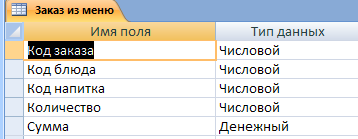 Заказ из меню
Имя поля Тип данных
Код заказа Числовой
Код блюда Числовой
Код напитка Числовой
Количество Числовой
Сумма Денежный